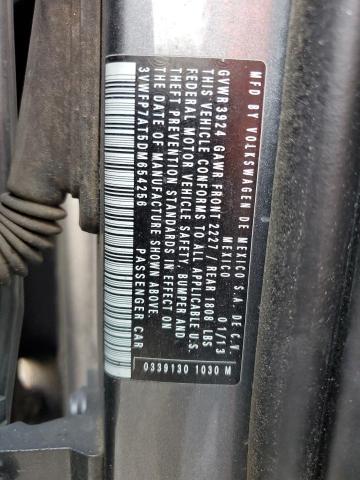 MFD BY VOLKSWAGEN DE MEXICO S.A. DE C.V.
MEXICO 01/13
GVWR3924 GAWR FRONT 2227 / REAR 1808 LBS
THIS VEHICLE CONFORMS TO ALL APPLICABLE U.S.
FEDERAL MOTOR VEHICLE SAFETY, BUMPER AND
THEFT PREVENTION STANDARDS IN EFFECT ON
THE DATE OF MANUFACTURE SHOWN ABOVE.
3VWFP7AT5DM654256 PASSENGER CAR
0339130 1030 M